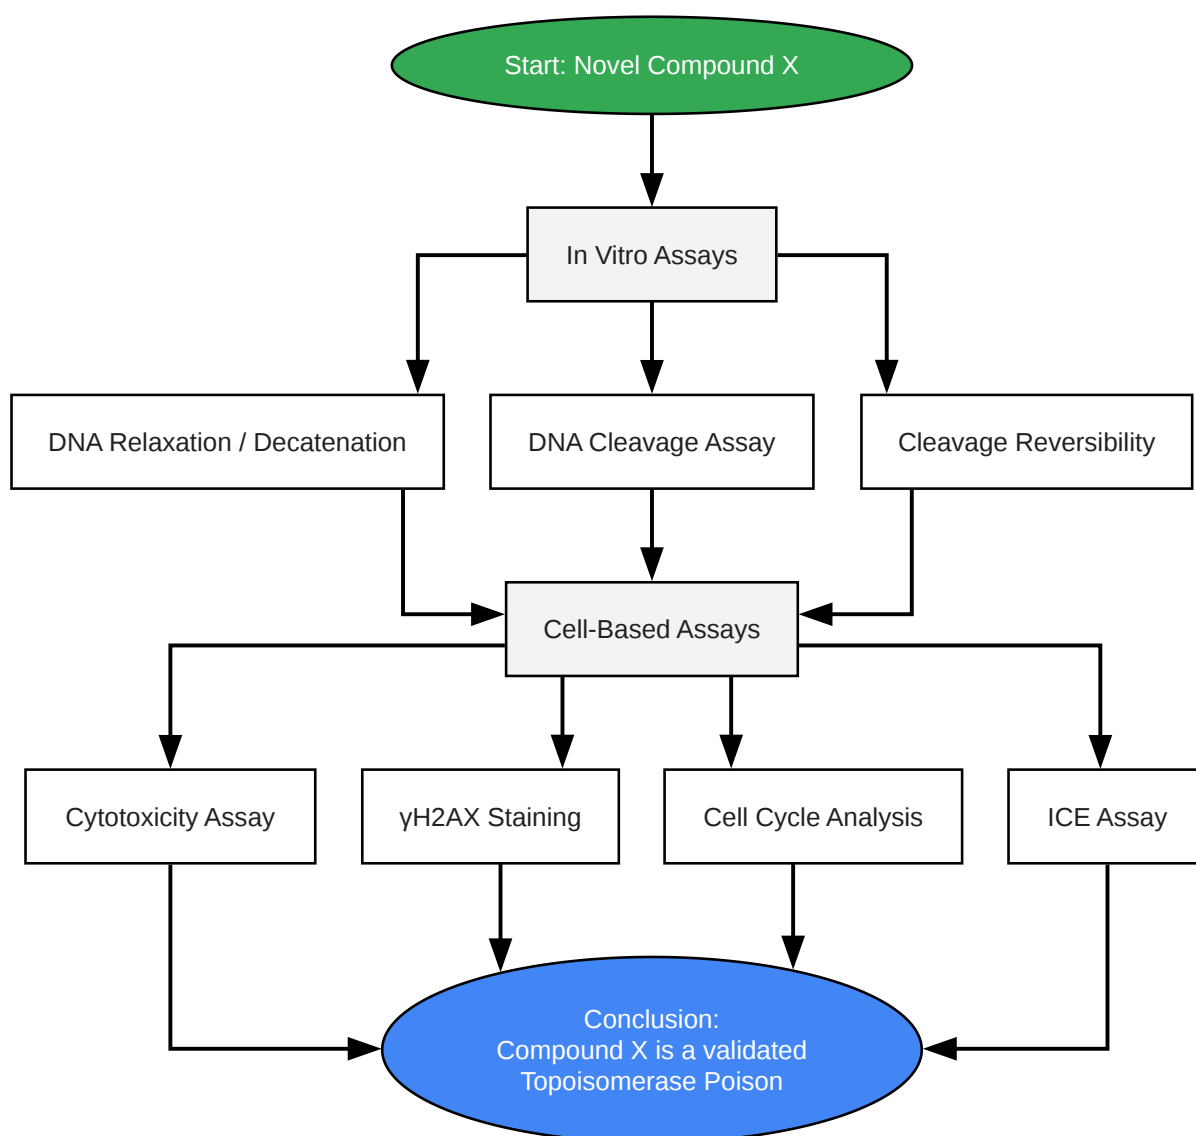 Start: Novel Compound X
In Vitro Assays
DNA Relaxation / Decatenation
DNA Cleavage Assay
Cleavage Reversibility
Cell-Based Assays
Cytotoxicity Assay
γH2AX Staining
Cell Cycle Analysis
ICE Assay
Conclusion:
Compound X is a validated
Topoisomerase Poison